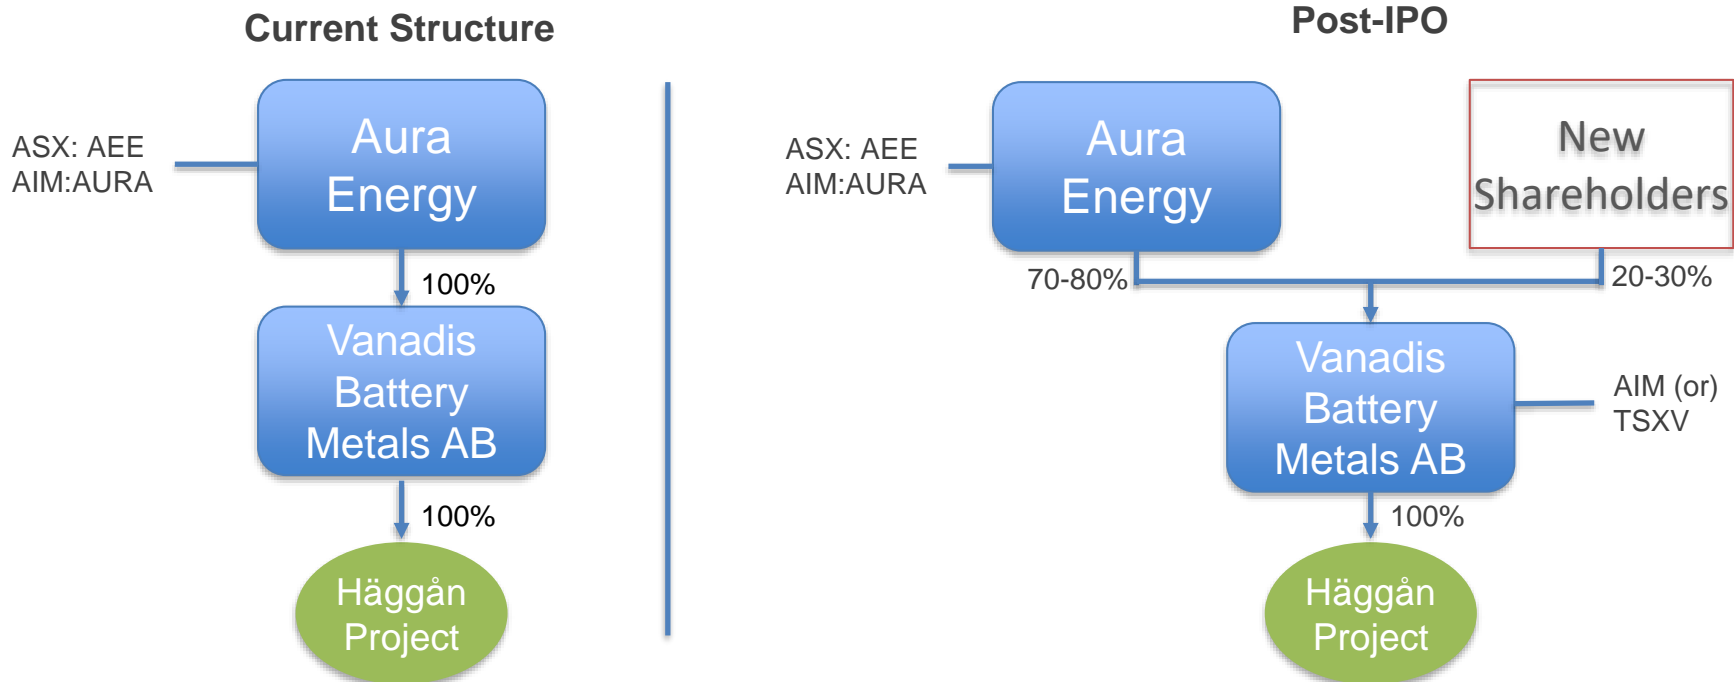 Current Structure
ASX: AEE
AIM:AURA
Aura
Energy
100%
Vanadis
Battery
Metals AB
100%
Häggån
Project
Post-IPO
ASX: AEE
AIM:AURA
Aura
Energy
New
Shareholders
70-80%
20-30%
Vanadis
Battery
Metals AB
AIM (or)
TSXV
100%
Häggån
Project